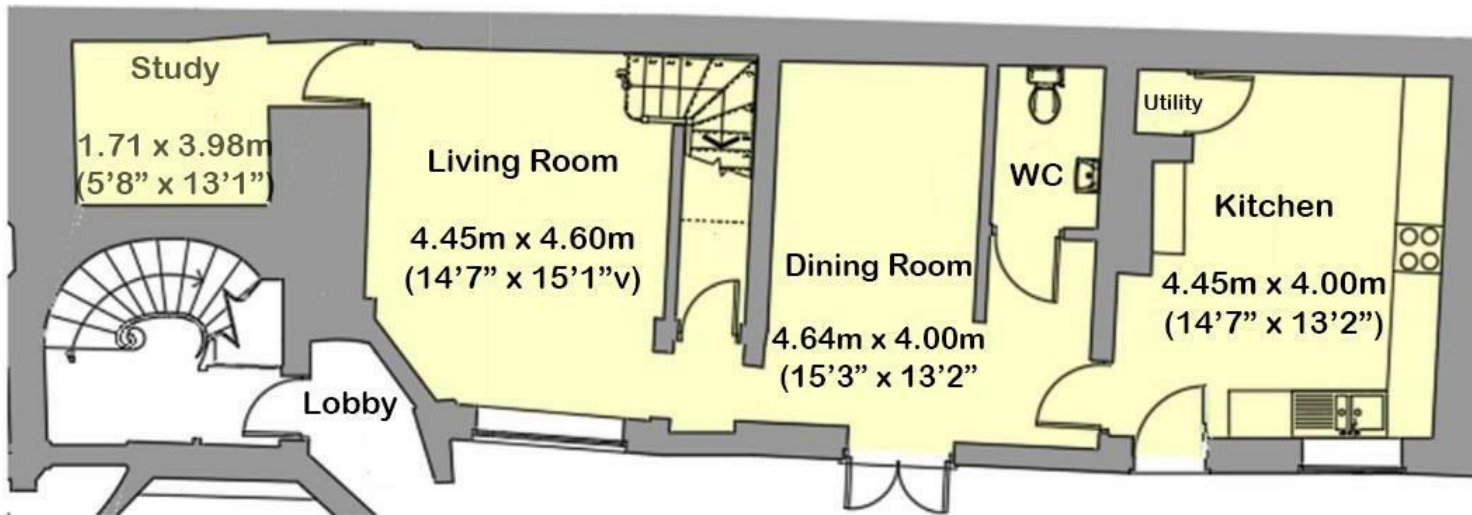 Study
1.71 x 3.98m
(5’8” x 13’1”)
Living Room
4.45m x 4.60m
(14’7” x 15’1”v)
Dining Room
4.64m x 4.00m
(15’3” x 13’2”
WC
Utility
Kitchen
4.45m x 4.00m
(14’7” x 13’2”)
Lobby